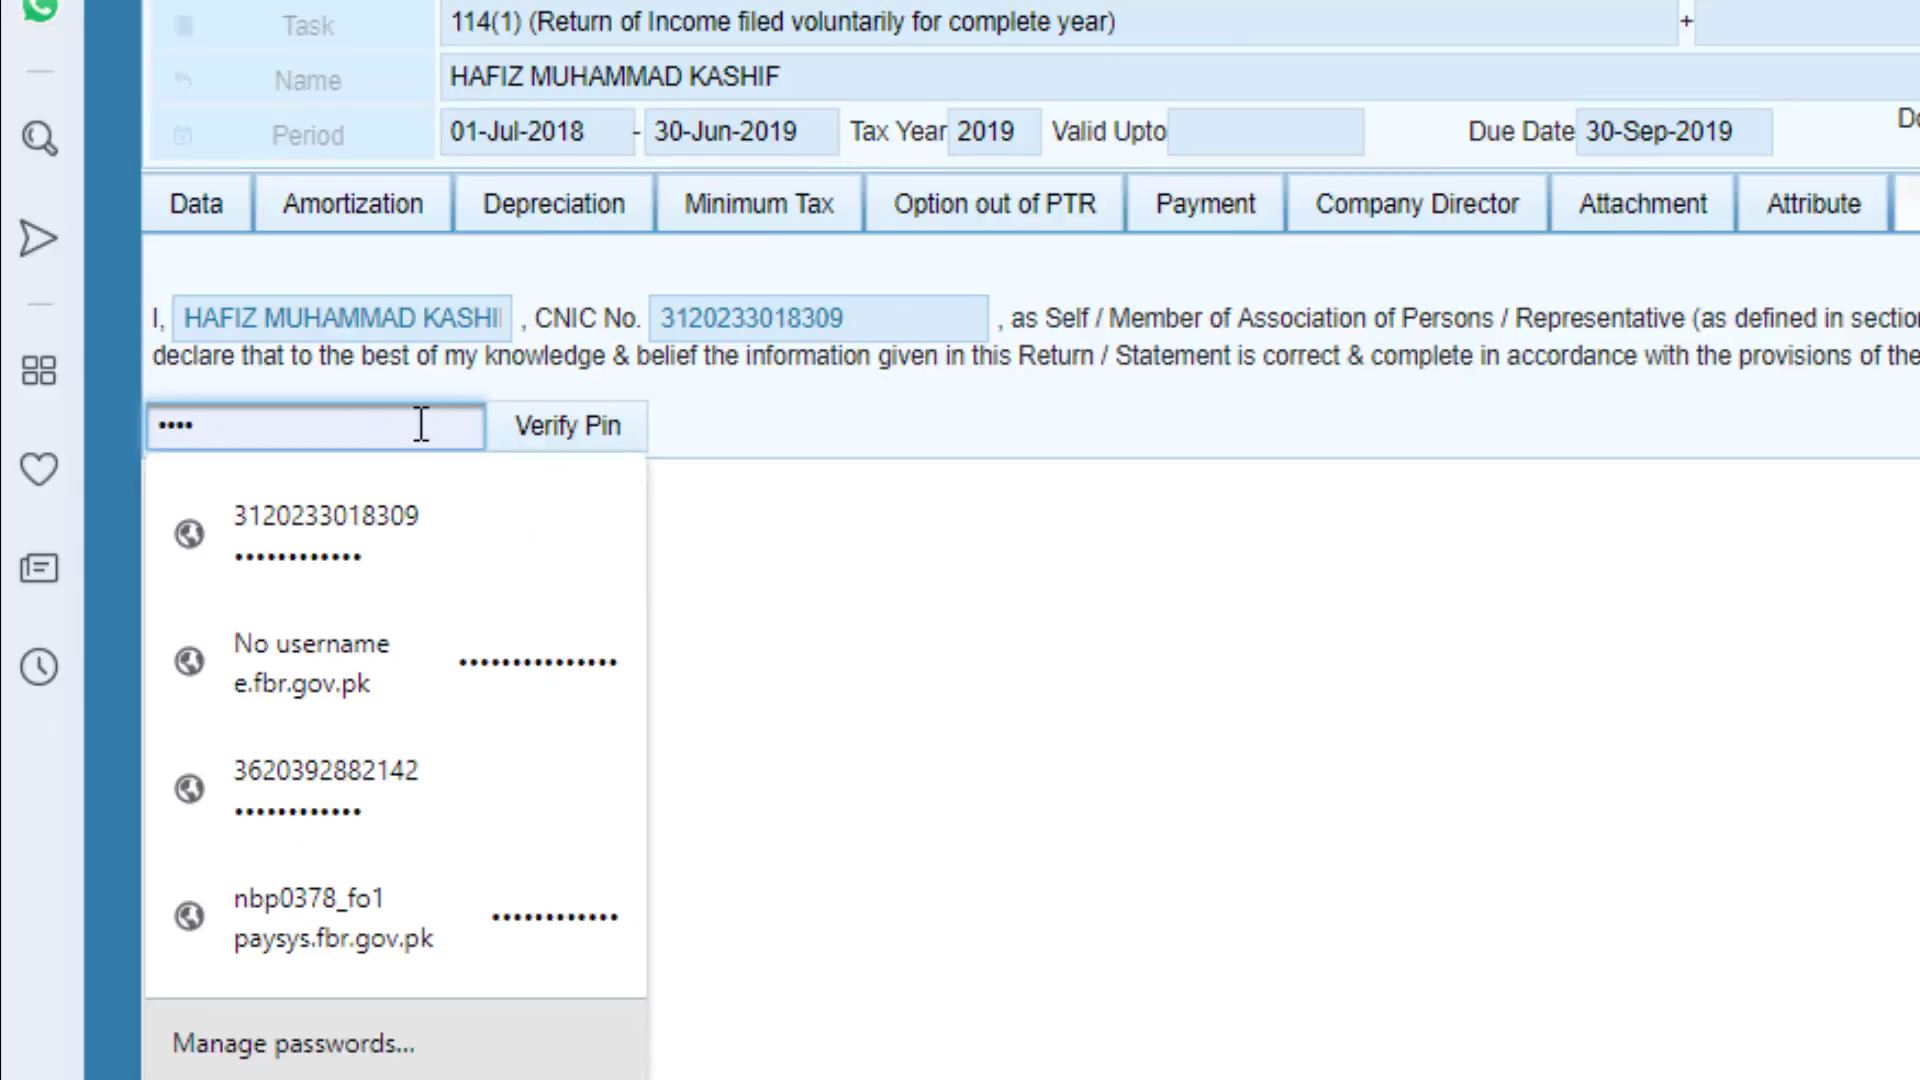 Task 114(1) (Return of Income filed voluntarily for complete year) +
Name HAFIZ MUHAMMAD KASHIF
Period 01-Jul-2018 - 30-Jun-2019 Tax Year 2019 Valid Upto Due Date 30-Sep-2019
Data Amortization Depreciation Minimum Tax Option out of PTR Payment Company Director Attachment Attribute
I, HAFIZ MUHAMMAD KASHI , CNIC No. 3120233018309 , as Self / Member of Association of Persons / Representative (as defined in sectio
declare that to the best of my knowledge & belief the information given in this Return / Statement is correct & complete in accordance with the provisions of the
•••• Verify Pin
3120233018309
••••••••••••
No username
•••••••••••••••
e.fbr.gov.pk
3620392882142
••••••••••••
nbp0378_fo1
••••••••••••
paysys.fbr.gov.pk
Manage passwords...